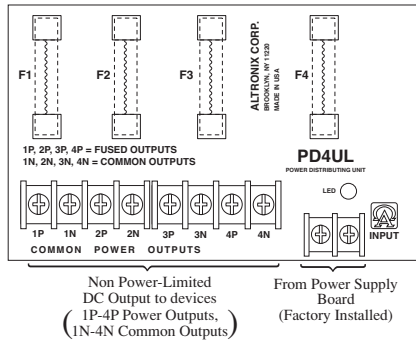 F1
F2
F3
F4
ALTRONIX CORP.
BROOKLYN, NY 11220
MADE IN USA
1P, 2P, 3P, 4P = FUSED OUTPUTS
1N, 2N, 3N, 4N = COMMON OUTPUTS
PD4UL
POWER DISTRIBUTING UNIT
LED
INPUT
1P 1N 2P 2N 3P 3N 4P 4N
COMMON POWER OUTPUTS
Non Power-Limited
DC Output to devices
(1P-4P Power Outputs,
1N-4N Common Outputs)
From Power Supply
Board
(Factory Installed)